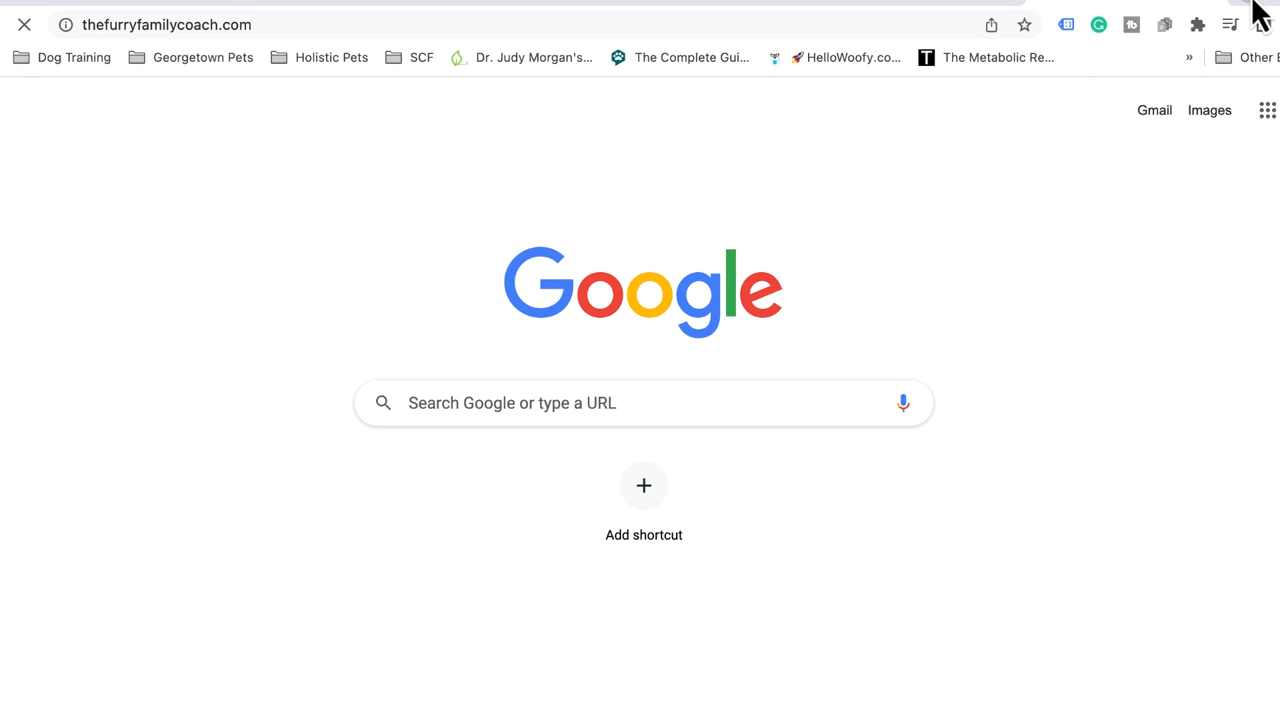 thefurryfamilycoach.com
Dog Training Georgetown Pets Holistic Pets SCF Dr. Judy Morgan's... The Complete Gui... 🚀HelloWoofy.co... T The Metabolic Re... » Other
Gmail Images
Google
Search Google or type a URL
Add shortcut